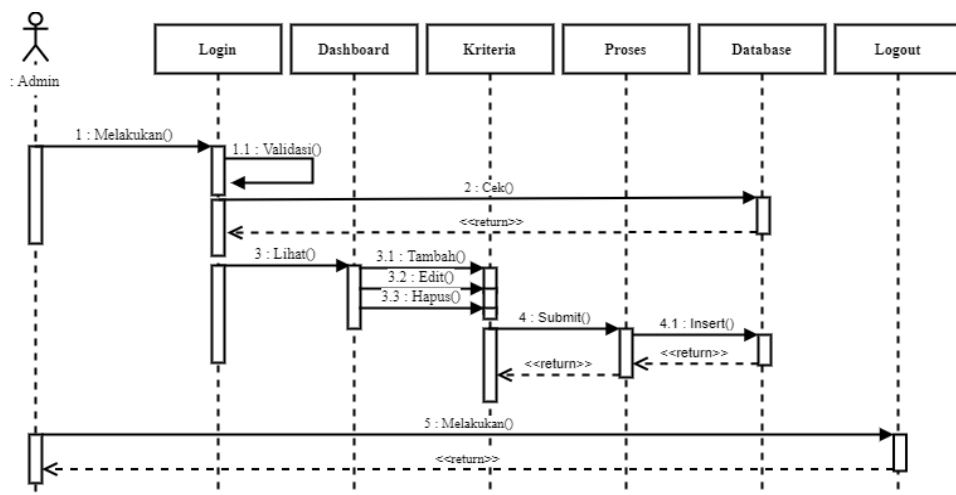 Login
Dashboard
Kriteria
Proses
Database
Logout
: Admin
1 : Melakukan()
1.1 : Validasi()
2 : Cek()
<<return>>
3 : Lihat()
3.1 : Tambah()
3.2 : Edit()
3.3 : Hapus()
4 : Submit()
4.1 : Insert()
<<return>>
<<return>>
5 : Melakukan()
<<return>>